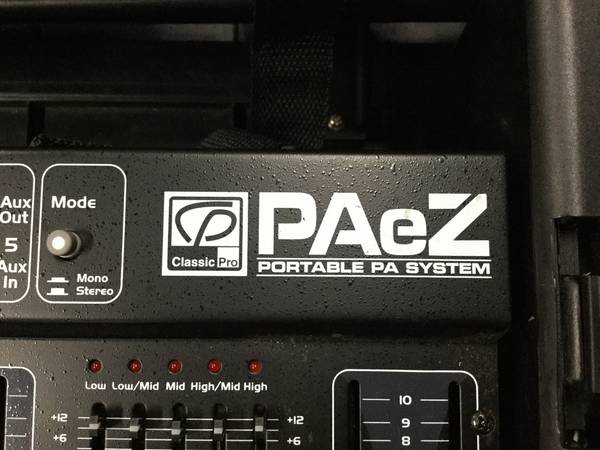 Aux
Out
5
Aux
In
Mode
Mono
Stereo
Classic Pro
PAeZ
PORTABLE PA SYSTEM
Low Low/Mid Mid High/Mid High
+12 +12
+6 +6
10
9
8